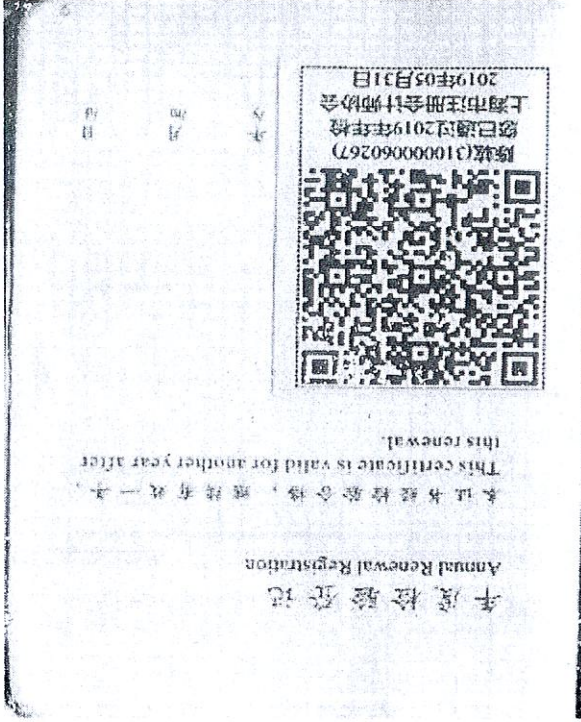 年度检验登记
Annual Renewal Registration
本证书经检验合格，继续有效一年。
This certificate is valid for another year after
this renewal.
(310000060267)
您已通过2019年年检
上海市注册会计师协会
2019年05月31日
年 月 日
/y /m /d